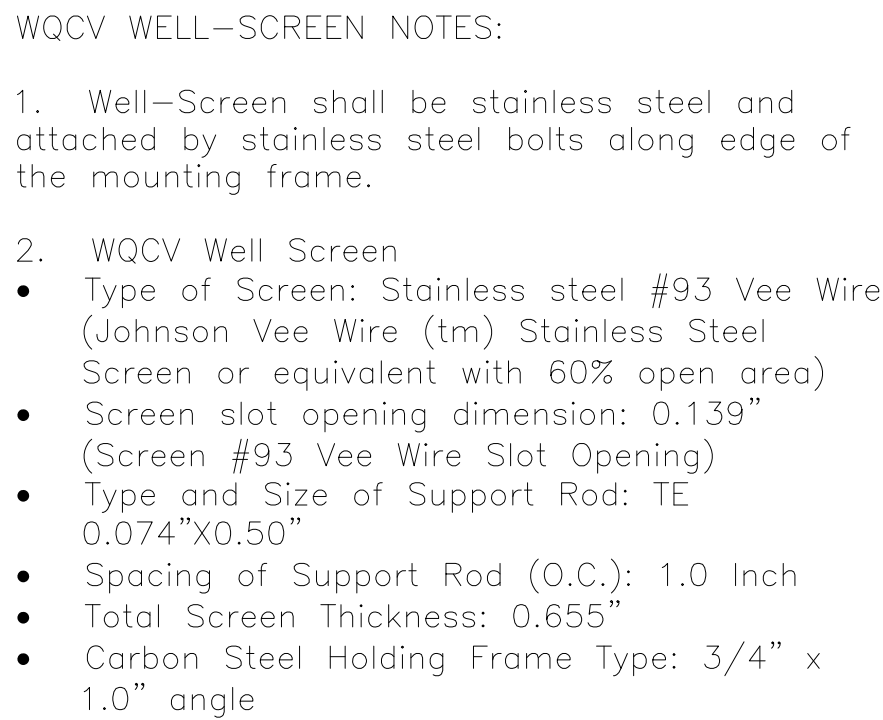 WQCV WELL–SCREEN NOTES:
1. Well–Screen shall be stainless steel and
attached by stainless steel bolts along edge of
the mounting frame.
2. WQCV Well Screen
• Type of Screen: Stainless steel #93 Vee Wire
(Johnson Vee Wire (tm) Stainless Steel
Screen or equivalent with 60% open area)
• Screen slot opening dimension: 0.139”
(Screen #93 Vee Wire Slot Opening)
• Type and Size of Support Rod: TE
0.074”X0.50”
• Spacing of Support Rod (O.C.): 1.0 Inch
• Total Screen Thickness: 0.655”
• Carbon Steel Holding Frame Type: 3/4” x
1.0” angle